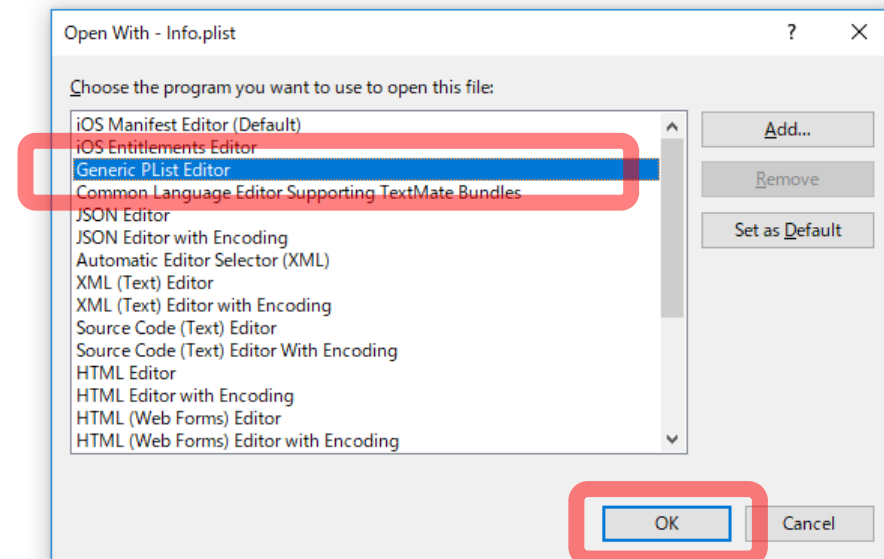 Open With - Info.plist
?
Choose the program you want to use to open this file:
iOS Manifest Editor (Default)
iOS Entitlements Editor
Generic PList Editor
Common Language Editor Supporting TextMate Bundles
JSON Editor
JSON Editor with Encoding
Automatic Editor Selector (XML)
XML (Text) Editor
XML (Text) Editor with Encoding
Source Code (Text) Editor
Source Code (Text) Editor With Encoding
HTML Editor
HTML Editor with Encoding
HTML (Web Forms) Editor
HTML (Web Forms) Editor with Encoding
Add...
Remove
Set as Default
OK
Cancel